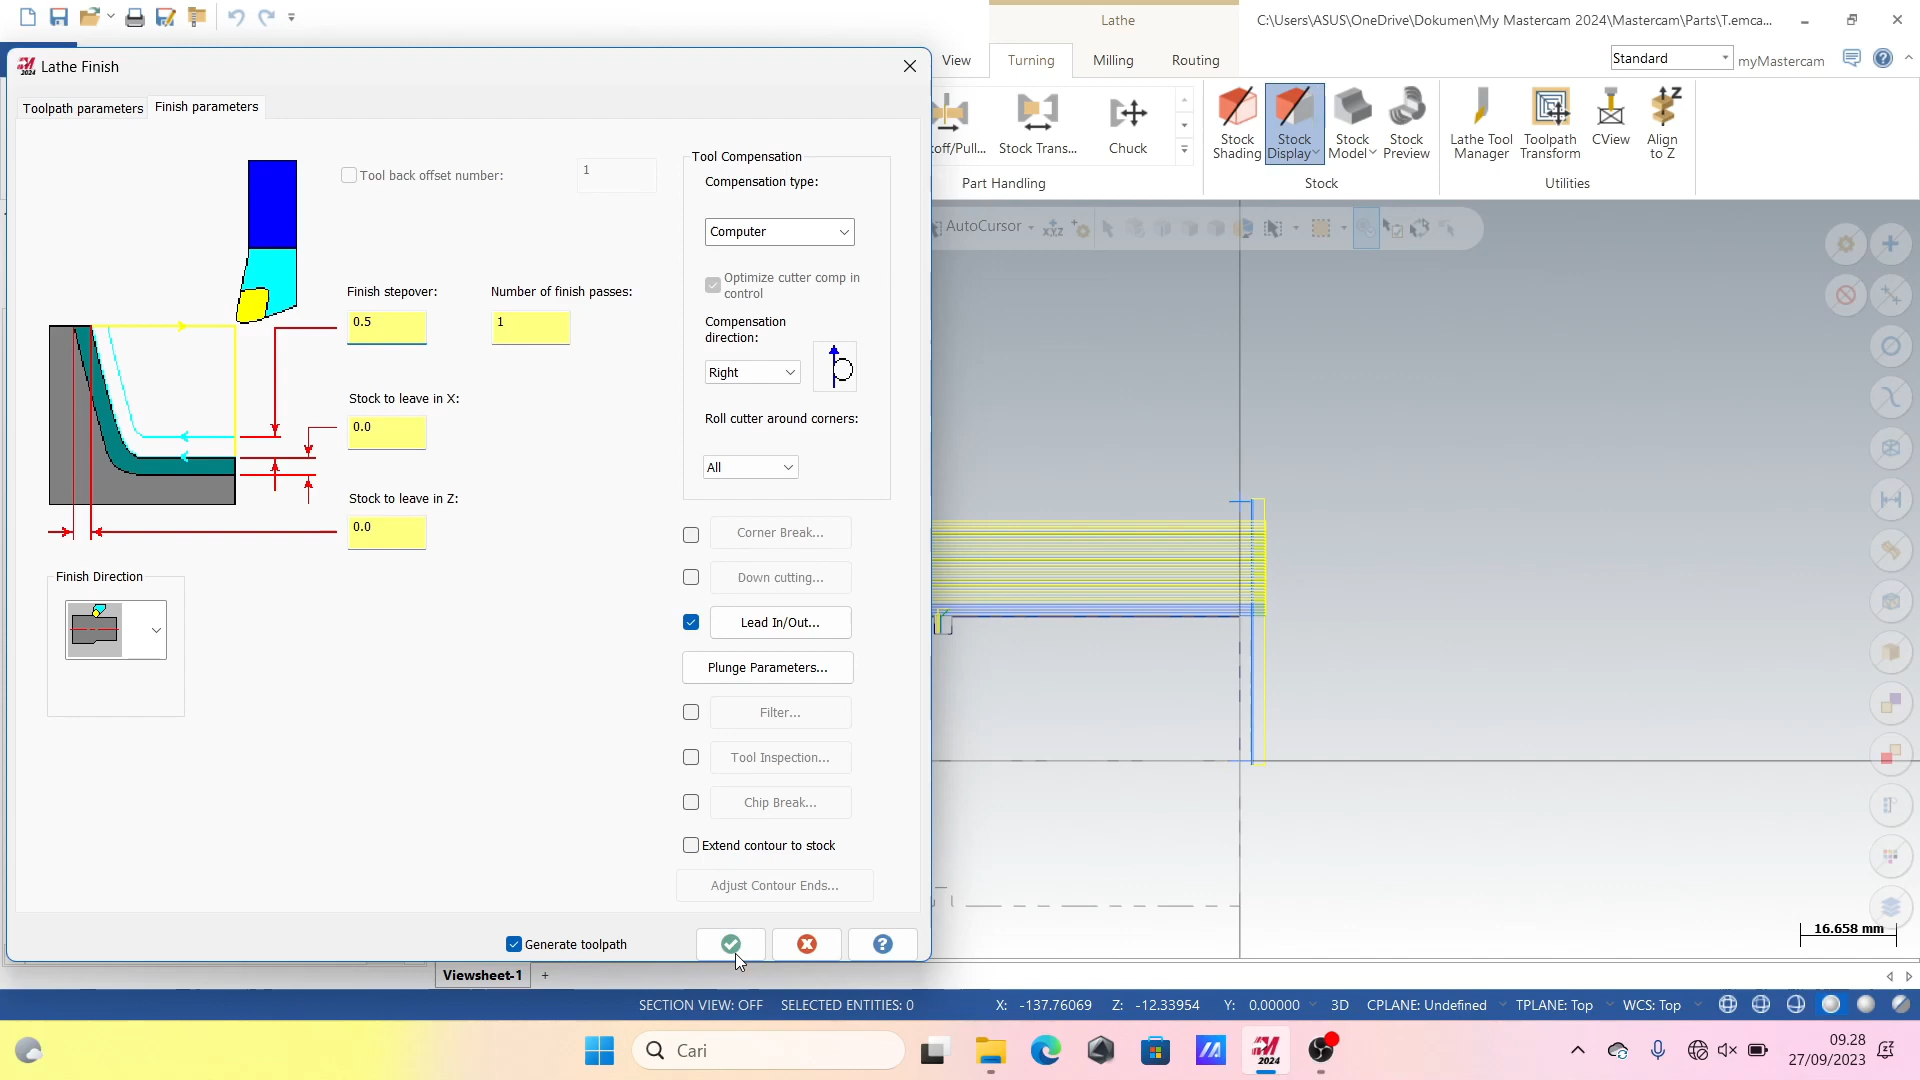 Lathe
C:\Users\ASUS\OneDrive\Dokumen\My Mastercam 2024\Mastercam\Parts\T.emca...
2024 Lathe Finish
View
Turning
Milling
Routing
Standard
myMastercam
Toolpath parameters
Finish parameters
off/Pull...
Stock Trans...
Chuck
Stock Shading
Stock Display
Stock Model
Stock Preview
Lathe Tool Manager
Toolpath Transform
CView
Align to Z
Part Handling
Stock
Utilities
AutoCursor
Tool back offset number:
1
Tool Compensation
Compensation type:
Computer
Optimize cutter comp in
control
Compensation
direction:
Right
Roll cutter around corners:
All
Finish stepover:
0.5
Number of finish passes:
1
Stock to leave in X:
0.0
Stock to leave in Z:
0.0
Finish Direction
Corner Break...
Down cutting...
Lead In/Out...
Plunge Parameters...
Filter...
Tool Inspection...
Chip Break...
Extend contour to stock
Adjust Contour Ends...
Generate toolpath
16.658 mm
Viewsheet-1
+
SECTION VIEW: OFF SELECTED ENTITIES: 0 X: -137.76069 Z: -12.33954 Y: 0.00000 3D CPLANE: Undefined TPLANE: Top WCS: Top
Cari
2024
09.28
27/09/2023